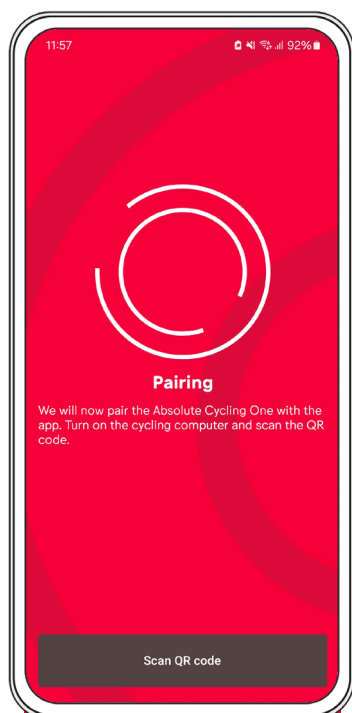 11:57 92%
Pairing
We will now pair the Absolute Cycling One with the
app. Turn on the cycling computer and scan the QR
code.
Scan QR code